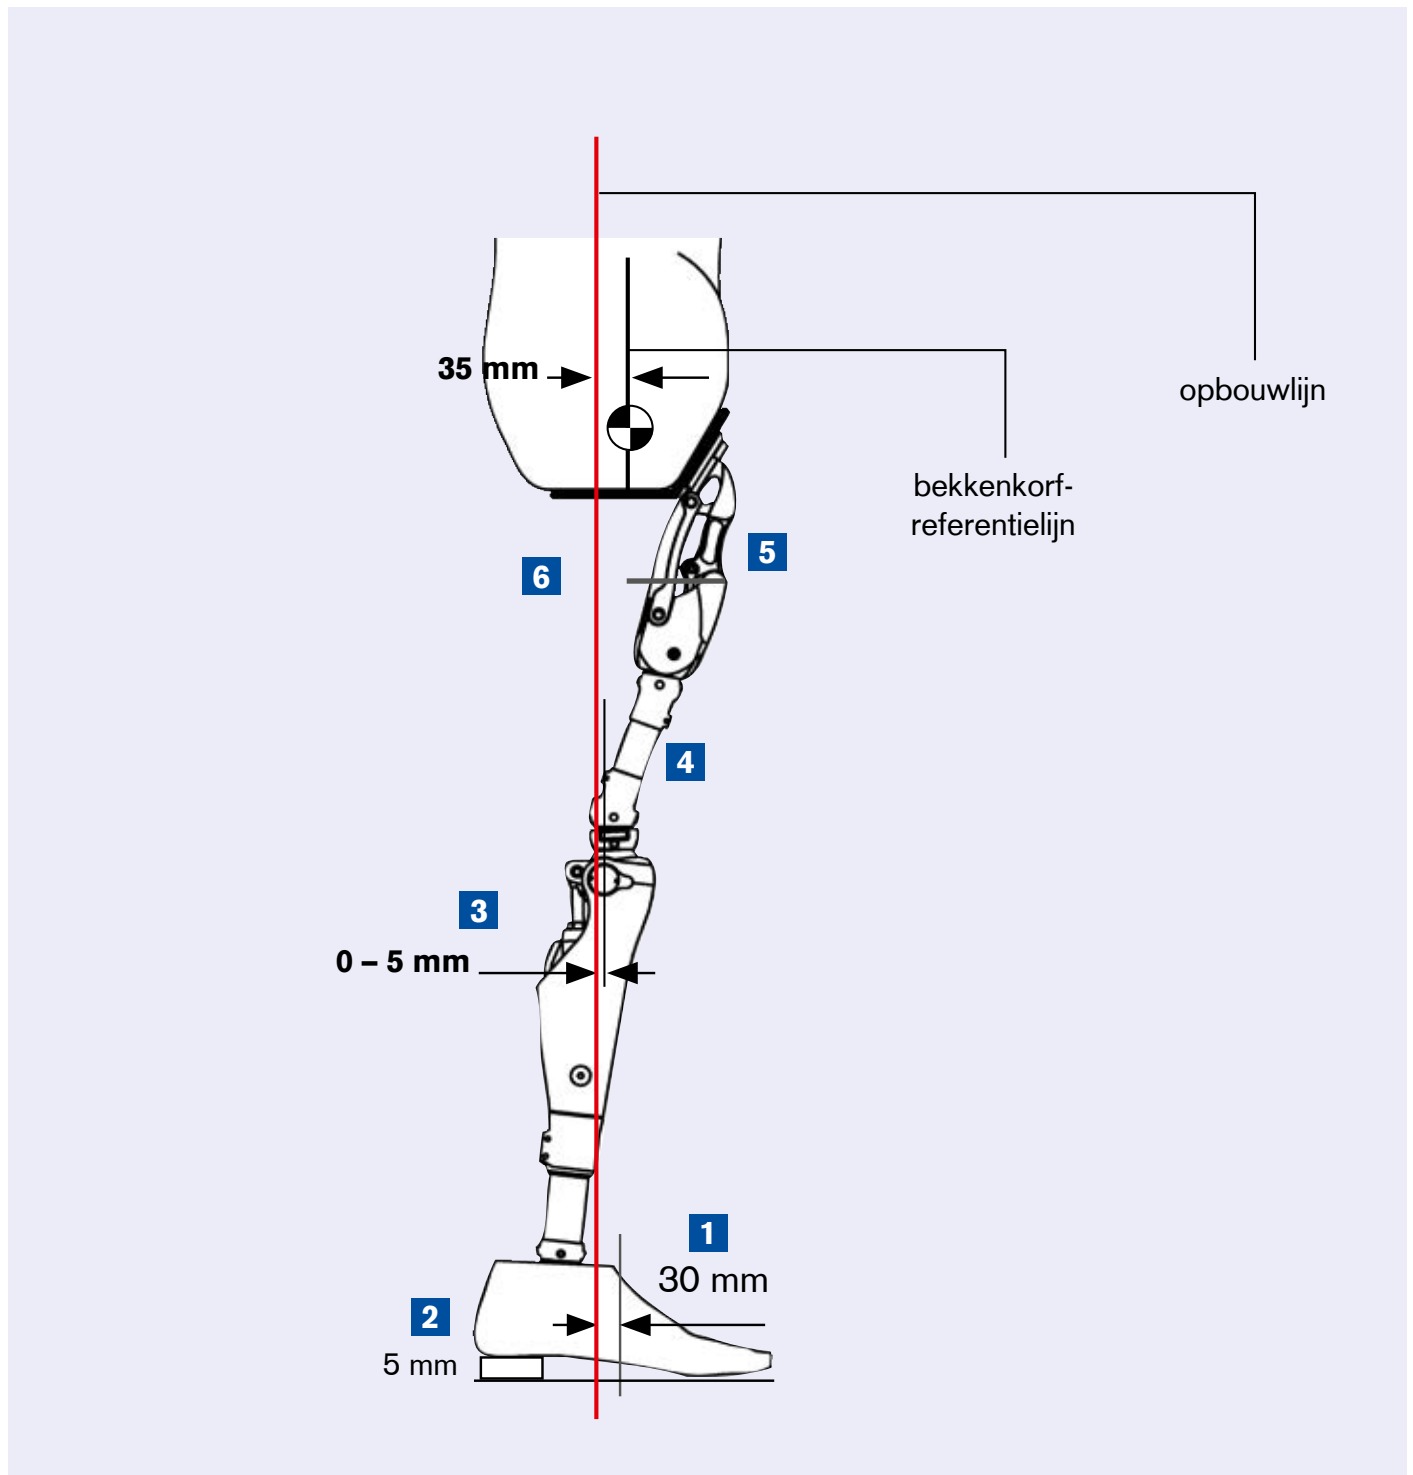 35 mm
opbouwlijn
bekkenkorf-
referentielijn
5
6
4
3
0 – 5 mm
1
30 mm
2
5 mm